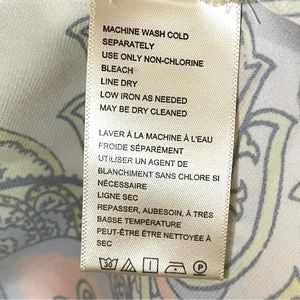 MACHINE WASH COLD
SEPARATELY
USE ONLY NON-CHLORINE
BLEACH
LINE DRY
LOW IRON AS NEEDED
MAY BE DRY CLEANED
LAVER À LA MACHINE À L'EAU
FROIDE SÉPARÉMENT
UTILISER UN AGENT DE
BLANCHIMENT SANS CHLORE SI
NÉCESSAIRE
LIGNE SEC
REPASSER, AUBESOIN, À TRÈS
BASSE TEMPÉRATURE
PEUT-ÊTRE ÊTRE NETTOYÉE À
SEC